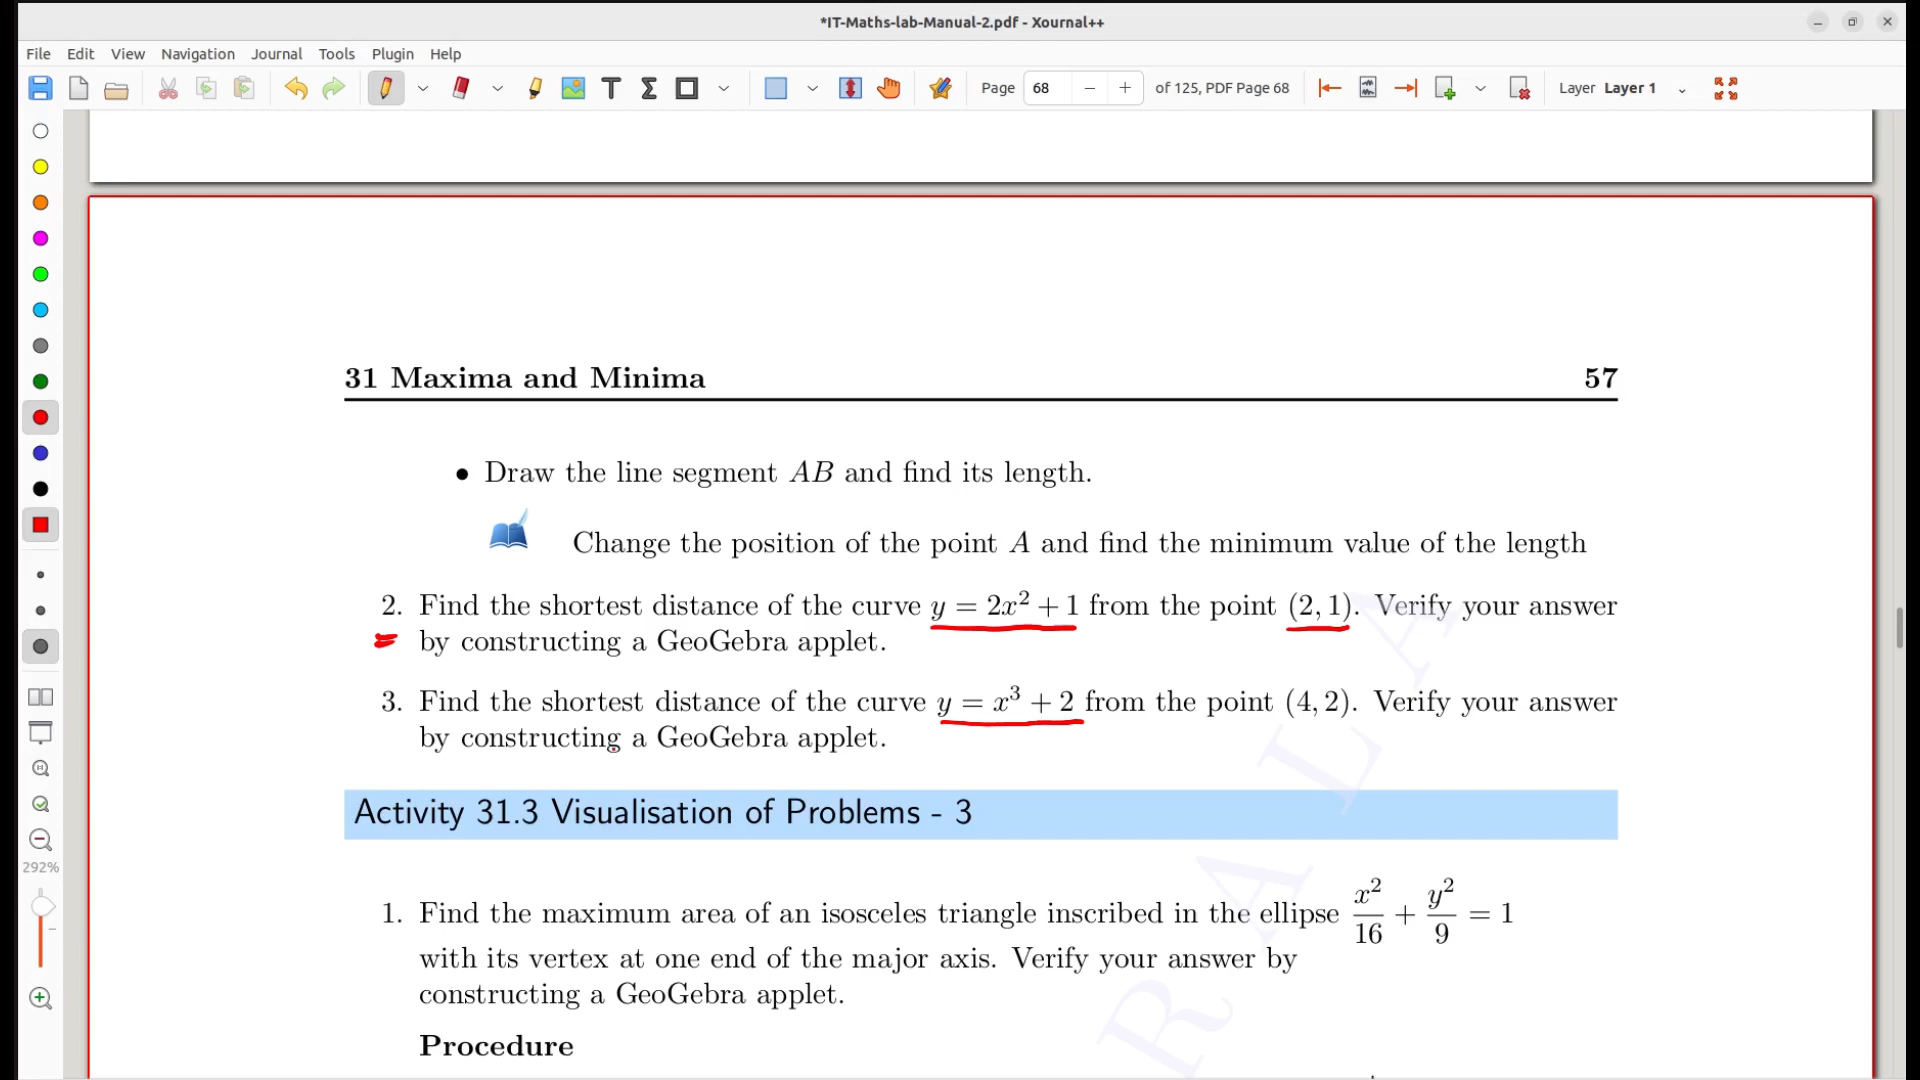 *IT-Maths-lab-Manual-2.pdf - Xournal++
File Edit View Navigation Journal Tools Plugin Help
Page 68 of 125, PDF Page 68 Layer Layer 1
292%
31 Maxima and Minima 57
• Draw the line segment AB and find its length.
Change the position of the point A and find the minimum value of the length
2. Find the shortest distance of the curve y = 2x² + 1 from the point (2, 1). Verify your answer
by constructing a GeoGebra applet.
3. Find the shortest distance of the curve y = x³ + 2 from the point (4, 2). Verify your answer
by constructing a GeoGebra applet.
Activity 31.3 Visualisation of Problems - 3
1. Find the maximum area of an isosceles triangle inscribed in the ellipse x²/16 + y²/9 = 1
with its vertex at one end of the major axis. Verify your answer by
constructing a GeoGebra applet.
Procedure
R A L A